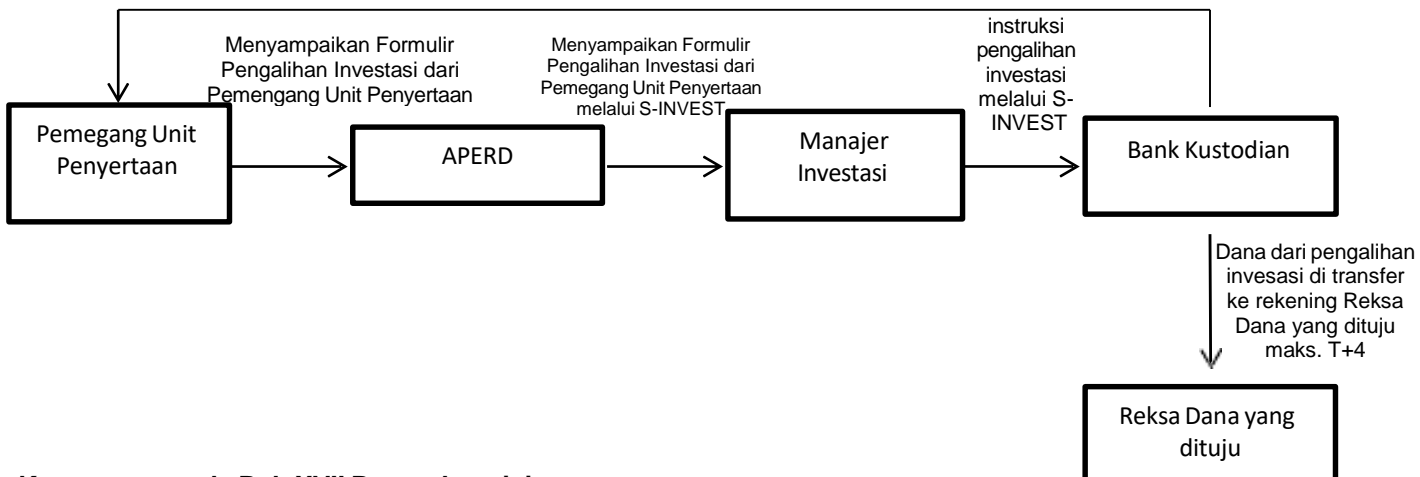 Menyampaikan Formulir
Pengalihan Investasi dari
Pemengang Unit Penyertaan
Menyampaikan Formulir
Pengalihan Investasi dari
Pemegang Unit Penyertaan
melalui S-INVEST
instruksi
pengalihan
investasi
melalui S-
INVEST
Pemegang Unit
Penyertaan
APERD
Manajer
Investasi
Bank Kustodian
Dana dari pengalihan
invesasi di transfer
ke rekening Reksa
Dana yang dituju
maks. T+4
Reksa Dana yang
dituju